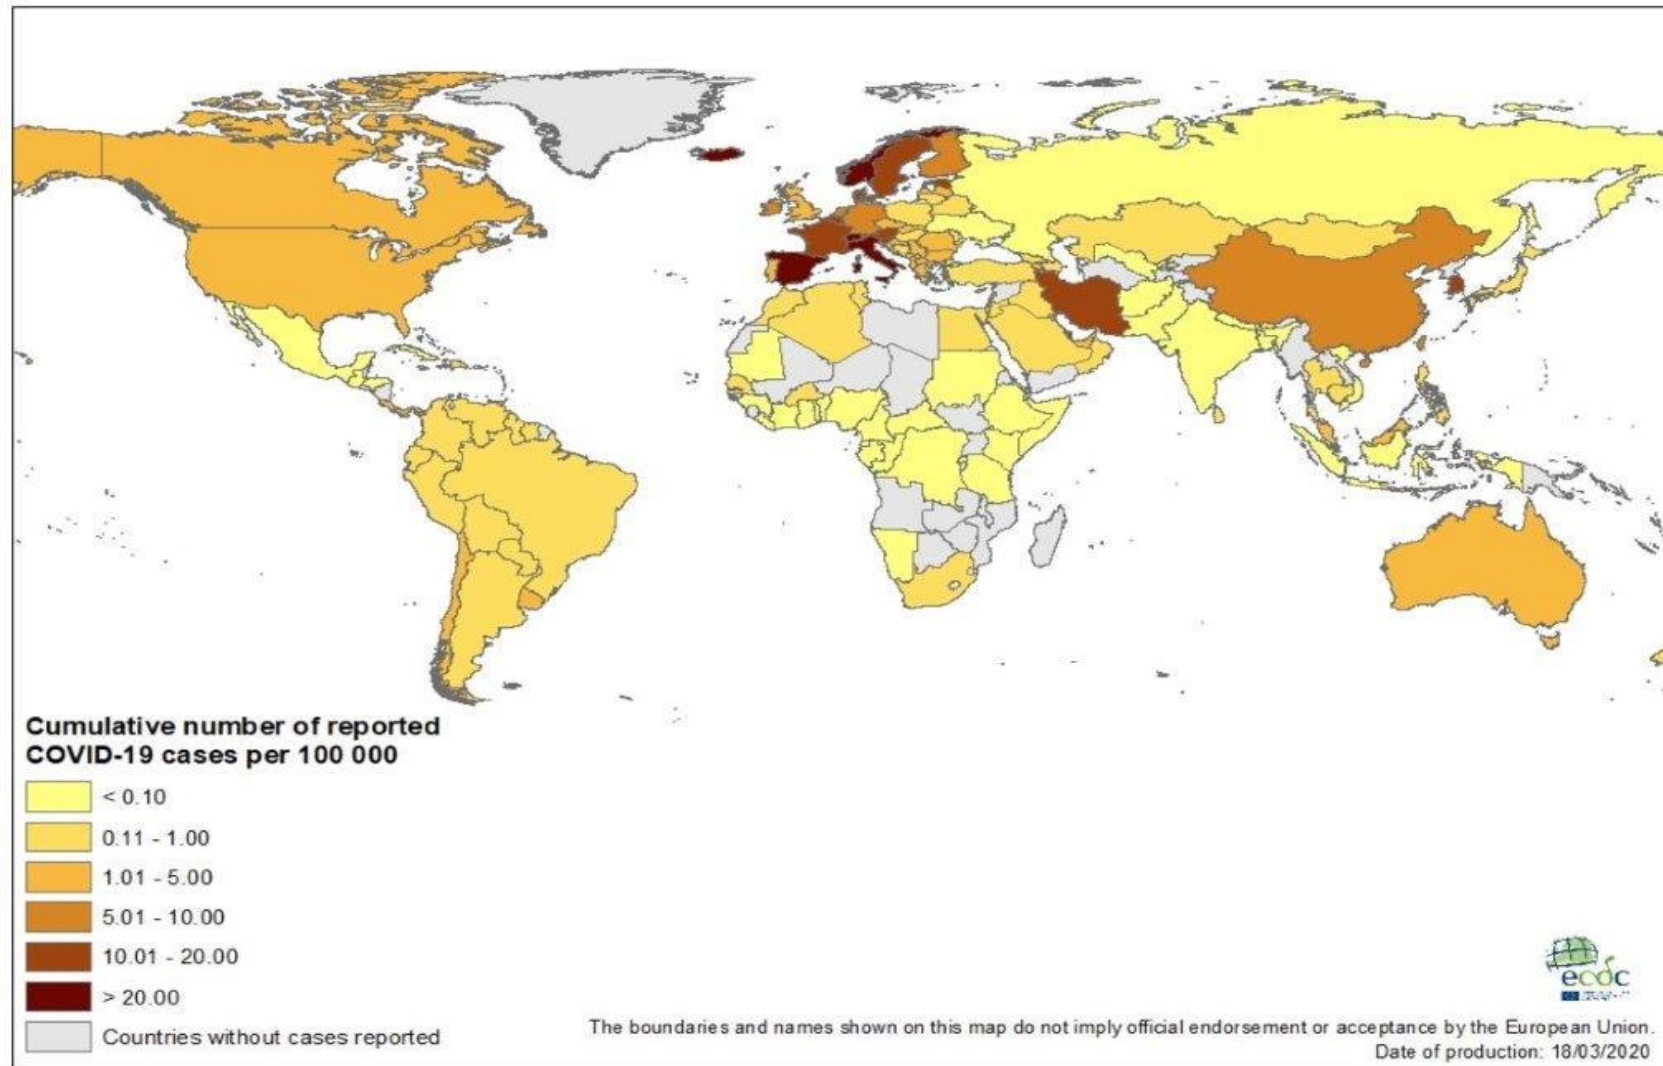 Cumulative number of reported
COVID-19 cases per 100 000
< 0.10
0.11 - 1.00
1.01 - 5.00
5.01 - 10.00
10.01 - 20.00
> 20.00
Countries without cases reported
ecdc
The boundaries and names shown on this map do not imply official endorsement or acceptance by the European Union.
Date of production: 18/03/2020